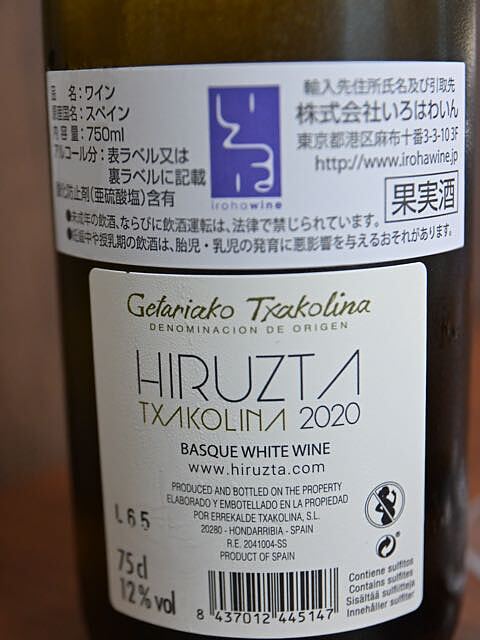 品名：ワイン
原産国名：スペイン
内容量：750ml
アルコール分：表ラベル又は
裏ラベルに記載
酸化防止剤(亜硫酸塩)含有
いろは
irohawine
輸入先住所氏名及び引取先
株式会社いろはわいん
東京都港区麻布十番3-3-10 3F
http://www.irohawine.jp
果実酒
●未成年の飲酒、ならびに飲酒運転は、法律で禁じられています。
●妊娠中や授乳期の飲酒は、胎児・乳児の発育に悪影響を与えるおそれがあります。
Getariako Txakolina
DENOMINACION DE ORIGEN
HIRUZTA
TXAKOLINA 2020
BASQUE WHITE WINE
www.hiruzta.com
PRODUCED AND BOTTLED ON THE PROPERTY
ELABORADO Y EMBOTELLADO EN LA PROPIEDAD
POR ERREKALDE TXAKOLINA, S.L.
20280 - HONDARRIBIA - SPAIN
R.E. 2041004-SS
PRODUCT OF SPAIN
L65
75cl
12%vol
8 437012 445147
Contiene sulfitos
Contains sulfites
Sisältää sulfiitteja
Innehåller sulfiter